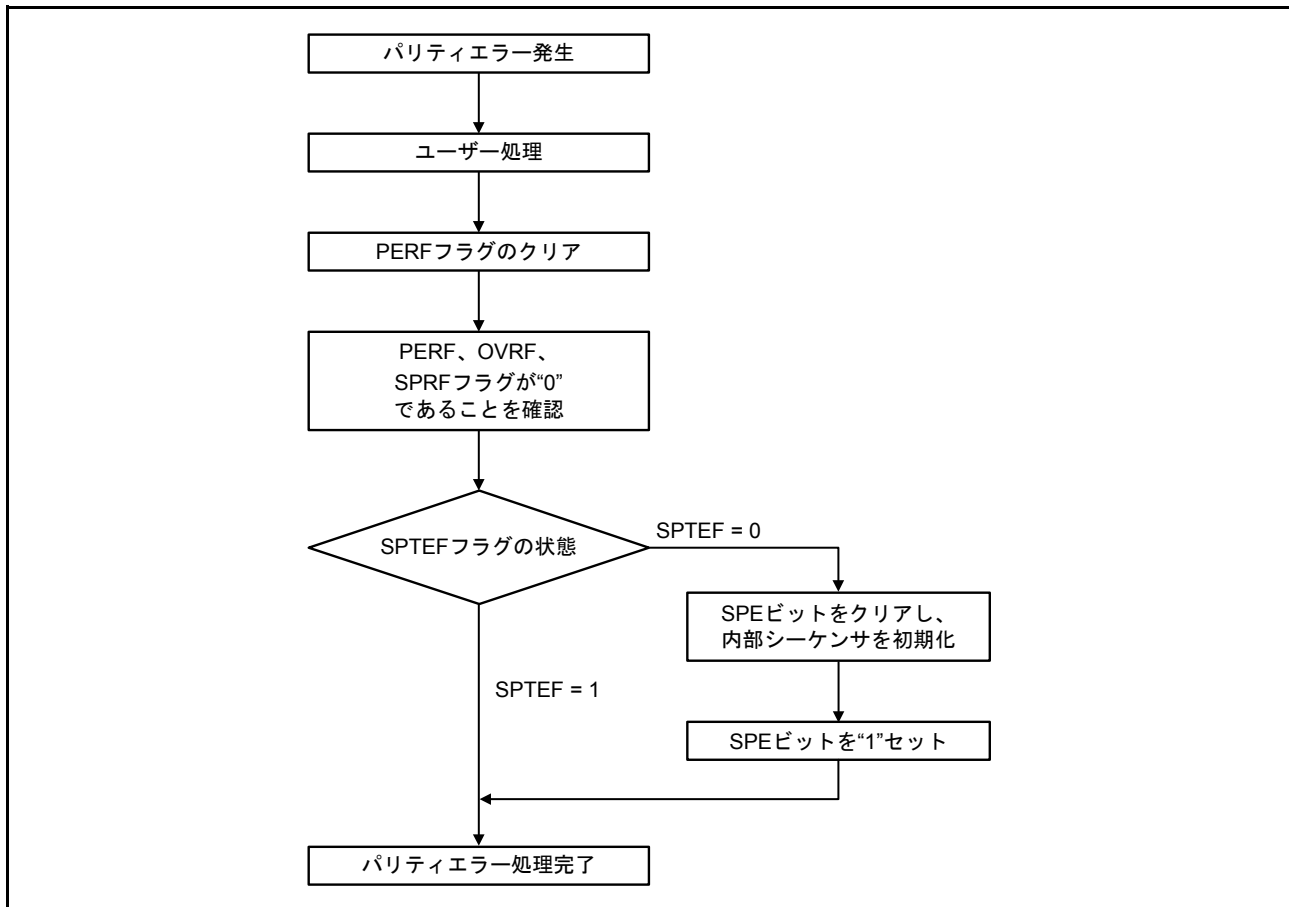 パリティエラー発生
ユーザー処理
PERFフラグのクリア
PERF、OVRF、
SPRFフラグが“0”
であることを確認
SPTEFフラグの状態
SPTEF = 0
SPEビットをクリアし、
内部シーケンサを初期化
SPTEF = 1
SPEビットを“1”セット
パリティエラー処理完了